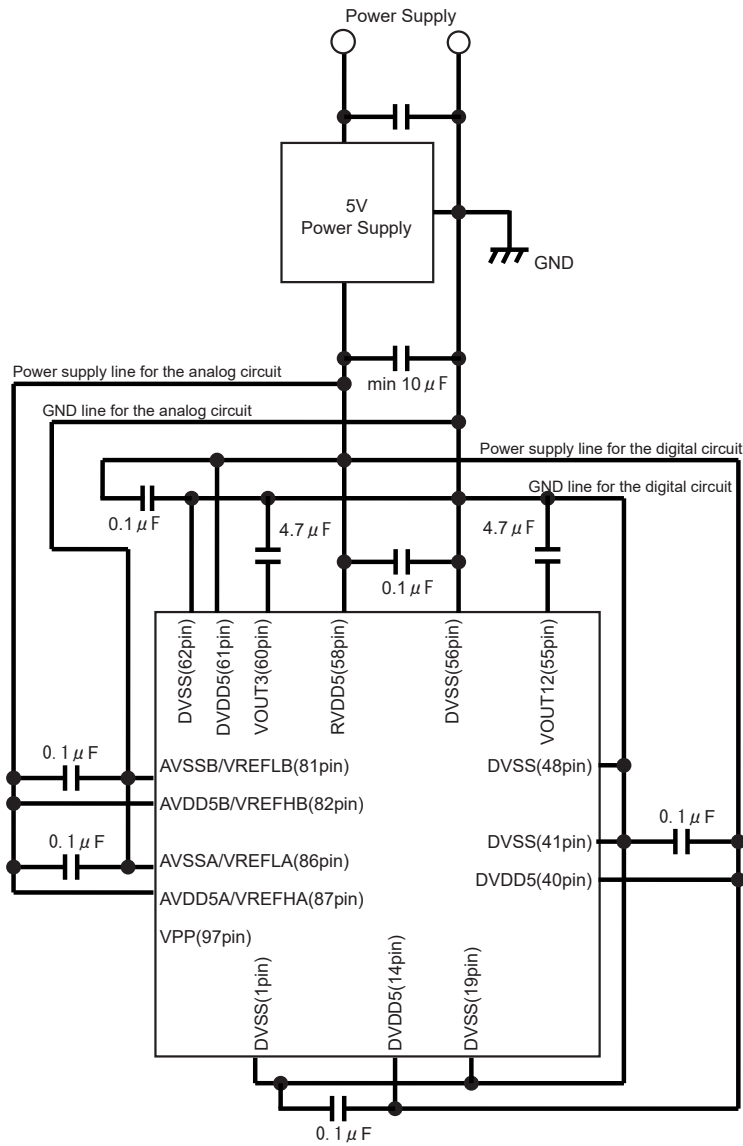 Power Supply
5V
Power Supply
GND
min 10 μF
Power supply line for the analog circuit
GND line for the analog circuit
Power supply line for the digital circuit
GND line for the digital circuit
0.1 μF
4.7 μF
0.1 μF
4.7 μF
DVSS(62pin)
DVDD5(61pin)
VOUT3(60pin)
RVDD5(58pin)
DVSS(56pin)
VOUT12(55pin)
0.1 μF
AVSSB/VREFLB(81pin)
DVSS(48pin)
AVDD5B/VREFHB(82pin)
0.1 μF
0.1 μF
DVSS(41pin)
AVSSA/VREFLA(86pin)
DVDD5(40pin)
AVDD5A/VREFHA(87pin)
VPP(97pin)
DVSS(1pin)
DVDD5(14pin)
DVSS(19pin)
0.1 μF